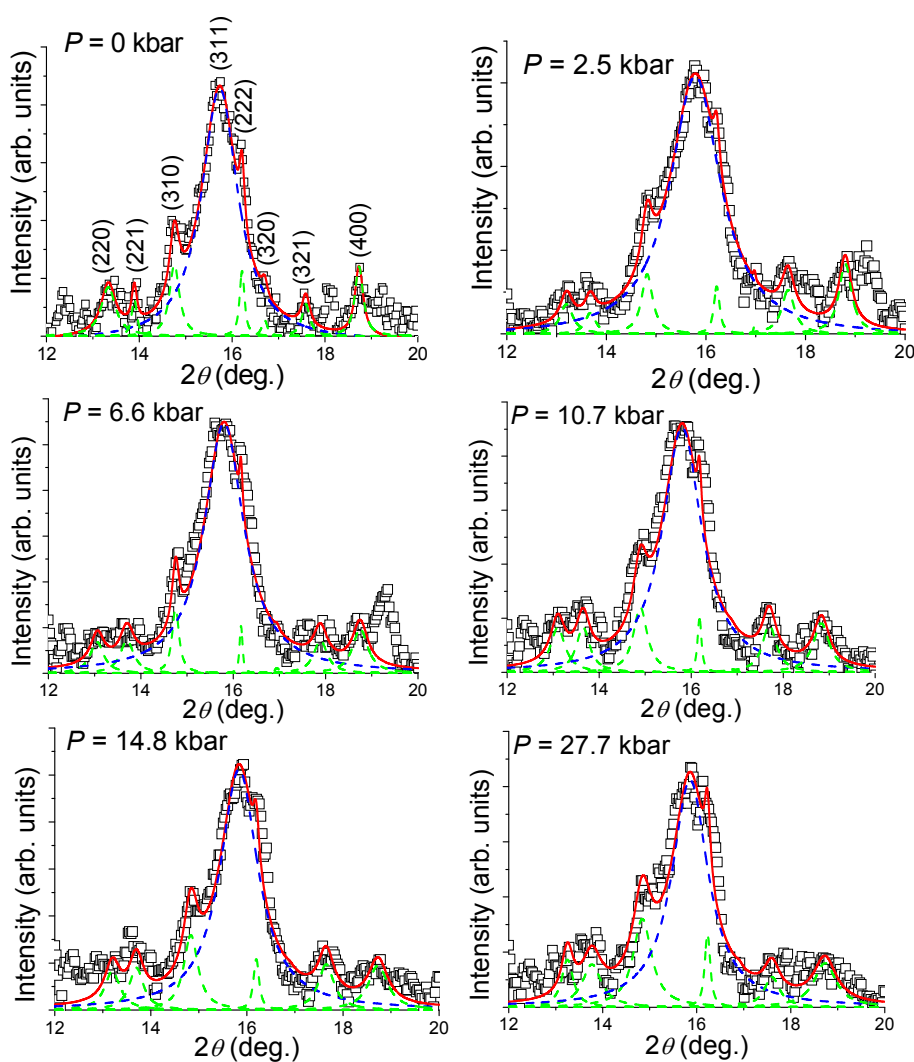 P = 0 kbar
(220)
(221)
(310)
(311)
(222)
(320)
(321)
(400)
Intensity (arb. units)
12 14 16 18 20
2θ (deg.)
P = 2.5 kbar
Intensity (arb. units)
12 14 16 18 20
2θ (deg.)
P = 6.6 kbar
Intensity (arb. units)
12 14 16 18 20
2θ (deg.)
P = 10.7 kbar
Intensity (arb. units)
12 14 16 18 20
2θ (deg.)
P = 14.8 kbar
Intensity (arb. units)
12 14 16 18 20
2θ (deg.)
P = 27.7 kbar
Intensity (arb. units)
12 14 16 18 20
2θ (deg.)